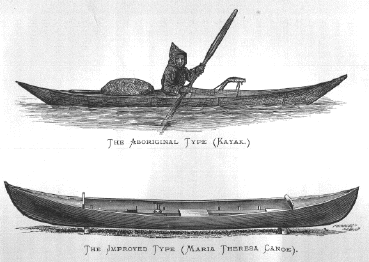 The Aboriginal Type (Kayak.)
The Improved Type (Maria Theresa Canoe).